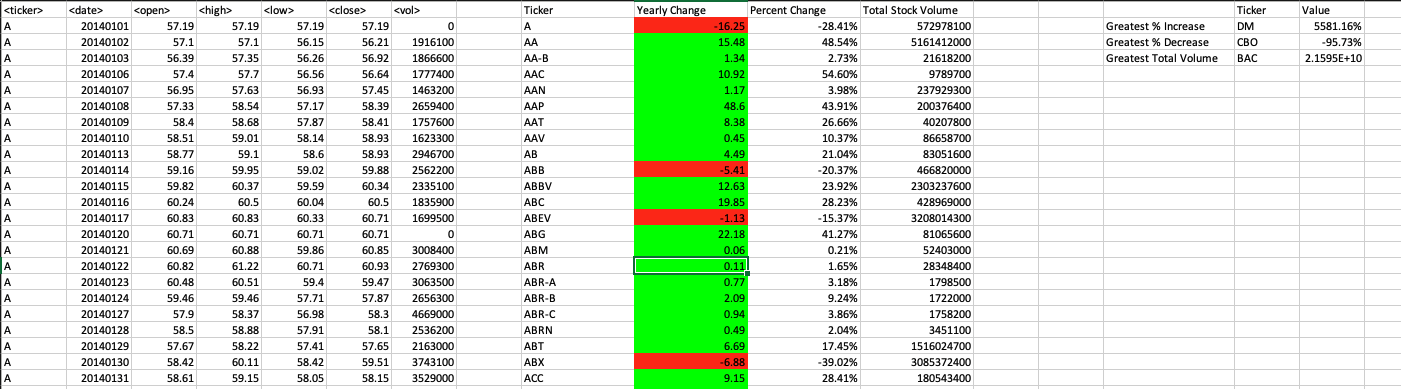 <ticker> <date> <open> <high> <low> <close> <vol> Ticker Yearly Change Percent Change Total Stock Volume Ticker Value
A 20140101 57.19 57.19 57.19 57.19 0 A -16.25 -28.41% 572978100 Greatest % Increase DM 5581.16%
A 20140102 57.1 57.1 56.15 56.21 1916100 AA 15.48 48.54% 5161412000 Greatest % Decrease CBO -95.73%
A 20140103 56.39 57.35 56.26 56.92 1866600 AA-B 1.34 2.73% 21618200 Greatest Total Volume BAC 2.1595E+10
A 20140106 57.4 57.7 56.56 56.64 1777400 AAC 10.92 54.60% 9789700
A 20140107 56.95 57.63 56.93 57.45 1463200 AAN 1.17 3.98% 237929300
A 20140108 57.33 58.54 57.17 58.39 2659400 AAP 48.6 43.91% 200376400
A 20140109 58.4 58.68 57.87 58.41 1757600 AAT 8.38 26.66% 40207800
A 20140110 58.51 59.01 58.14 58.93 1623300 AAV 0.45 10.37% 86658700
A 20140113 58.77 59.1 58.6 58.93 2946700 AB 4.49 21.04% 83051600
A 20140114 59.16 59.95 59.02 59.88 2562200 ABB -5.41 -20.37% 466820000
A 20140115 59.82 60.37 59.59 60.34 2335100 ABBV 12.63 23.92% 2303237600
A 20140116 60.24 60.5 60.04 60.5 1835900 ABC 19.85 28.23% 428969000
A 20140117 60.83 60.83 60.33 60.71 1699500 ABEV -1.13 -15.37% 3208014300
A 20140120 60.71 60.71 60.71 60.71 0 ABG 22.18 41.27% 81065600
A 20140121 60.69 60.88 59.86 60.85 3008400 ABM 0.06 0.21% 52403000
A 20140122 60.82 61.22 60.71 60.93 2769300 ABR 0.11 1.65% 28348400
A 20140123 60.48 60.51 59.4 59.47 3063500 ABR-A 0.77 3.18% 1798500
A 20140124 59.46 59.46 57.71 57.87 2656300 ABR-B 2.09 9.24% 1722000
A 20140127 57.9 58.37 56.98 58.3 4669000 ABR-C 0.94 3.86% 1758200
A 20140128 58.5 58.88 57.91 58.1 2536200 ABRN 0.49 2.04% 3451100
A 20140129 57.67 58.22 57.41 57.65 2163000 ABT 6.69 17.45% 1516024700
A 20140130 58.42 60.11 58.42 59.51 3743100 ABX -6.88 -39.02% 3085372400
A 20140131 58.61 59.15 58.05 58.15 3529000 ACC 9.15 28.41% 180543400